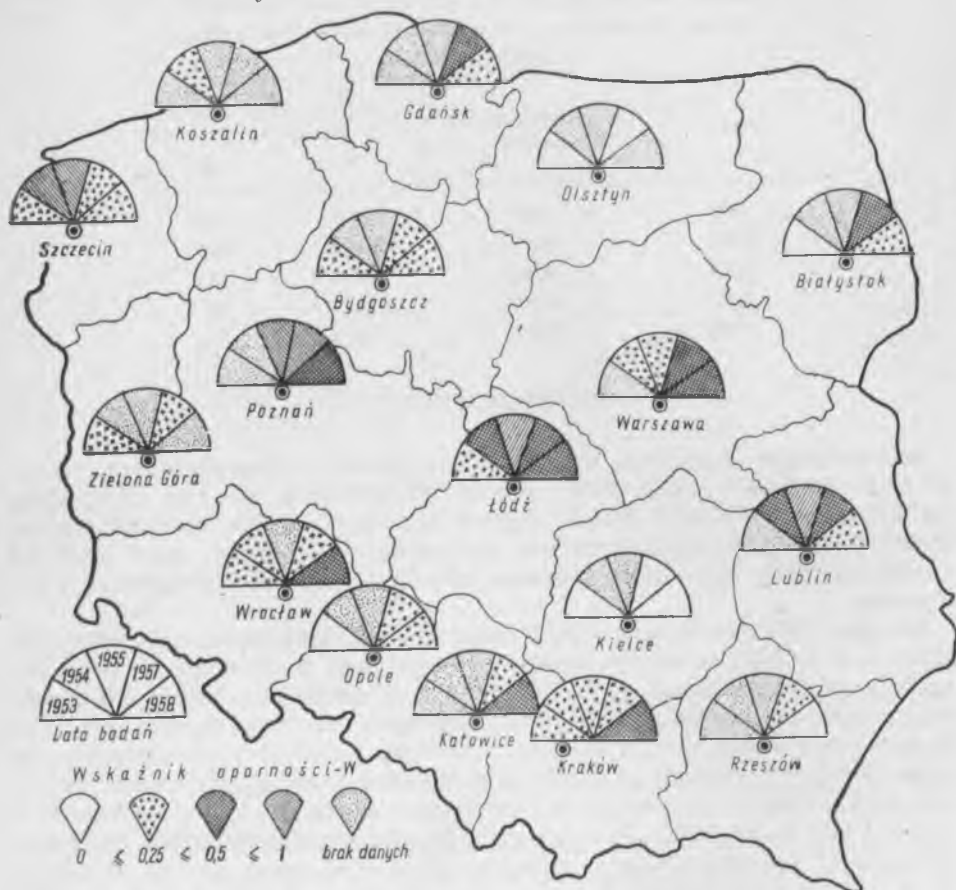 Gdańsk
Koszalin
Olsztyn
Szczecin
Białystok
Bydgoszcz
Poznań
Warszawa
Zielona Góra
Łódź
Lublin
Wrocław
Kielce
Opole
1953 1954 1955 1957 1958
Lata badań
Katowice
Kraków
Rzeszów
Wskaźnik oporności-W
0 ≤ 0,25 ≤ 0,5 ≤ 1 brak danych